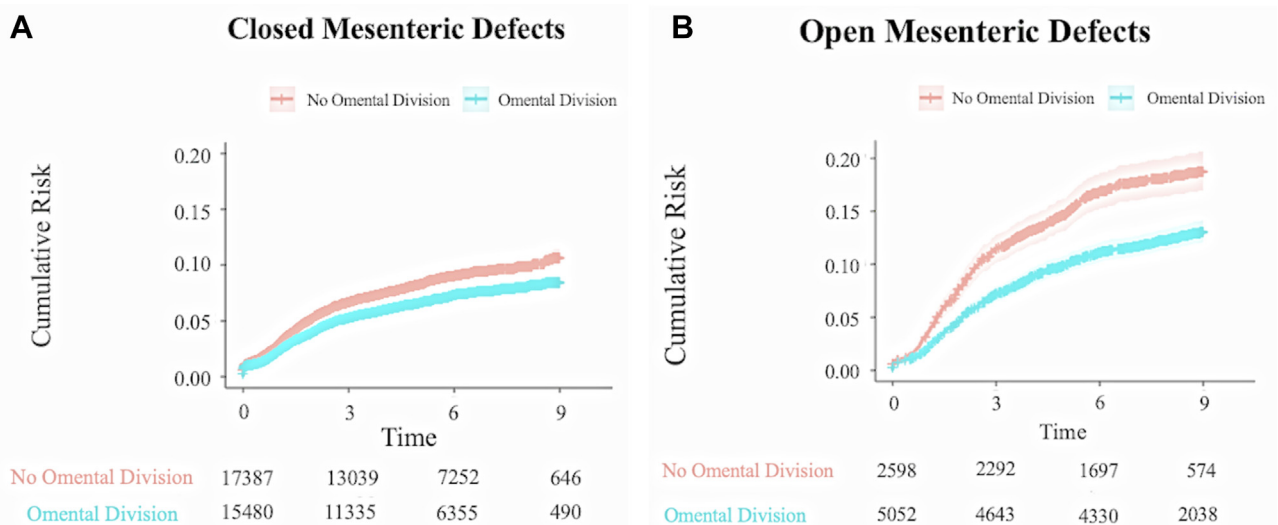 A
Closed Mesenteric Defects
No Omental Division
Omental Division
Cumulative Risk
0.20
0.15
0.10
0.05
0.00
0 3 6 9
Time
No Omental Division 17387 13039 7252 646
Omental Division 15480 11335 6355 490
B
Open Mesenteric Defects
No Omental Division
Omental Division
Cumulative Risk
0.20
0.15
0.10
0.05
0.00
0 3 6 9
Time
No Omental Division 2598 2292 1697 574
Omental Division 5052 4643 4330 2038